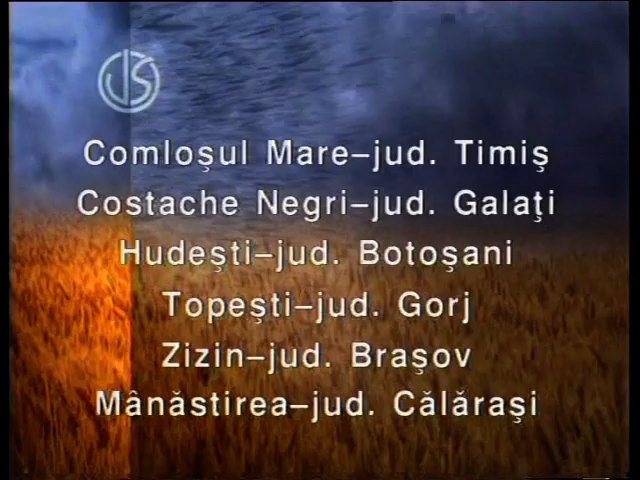 JS
Comloşul Mare–jud. Timiş
Costache Negri–jud. Galaţi
Hudeşti–jud. Botoşani
Topeşti–jud. Gorj
Zizin–jud. Braşov
Mânăstirea–jud. Călăraşi